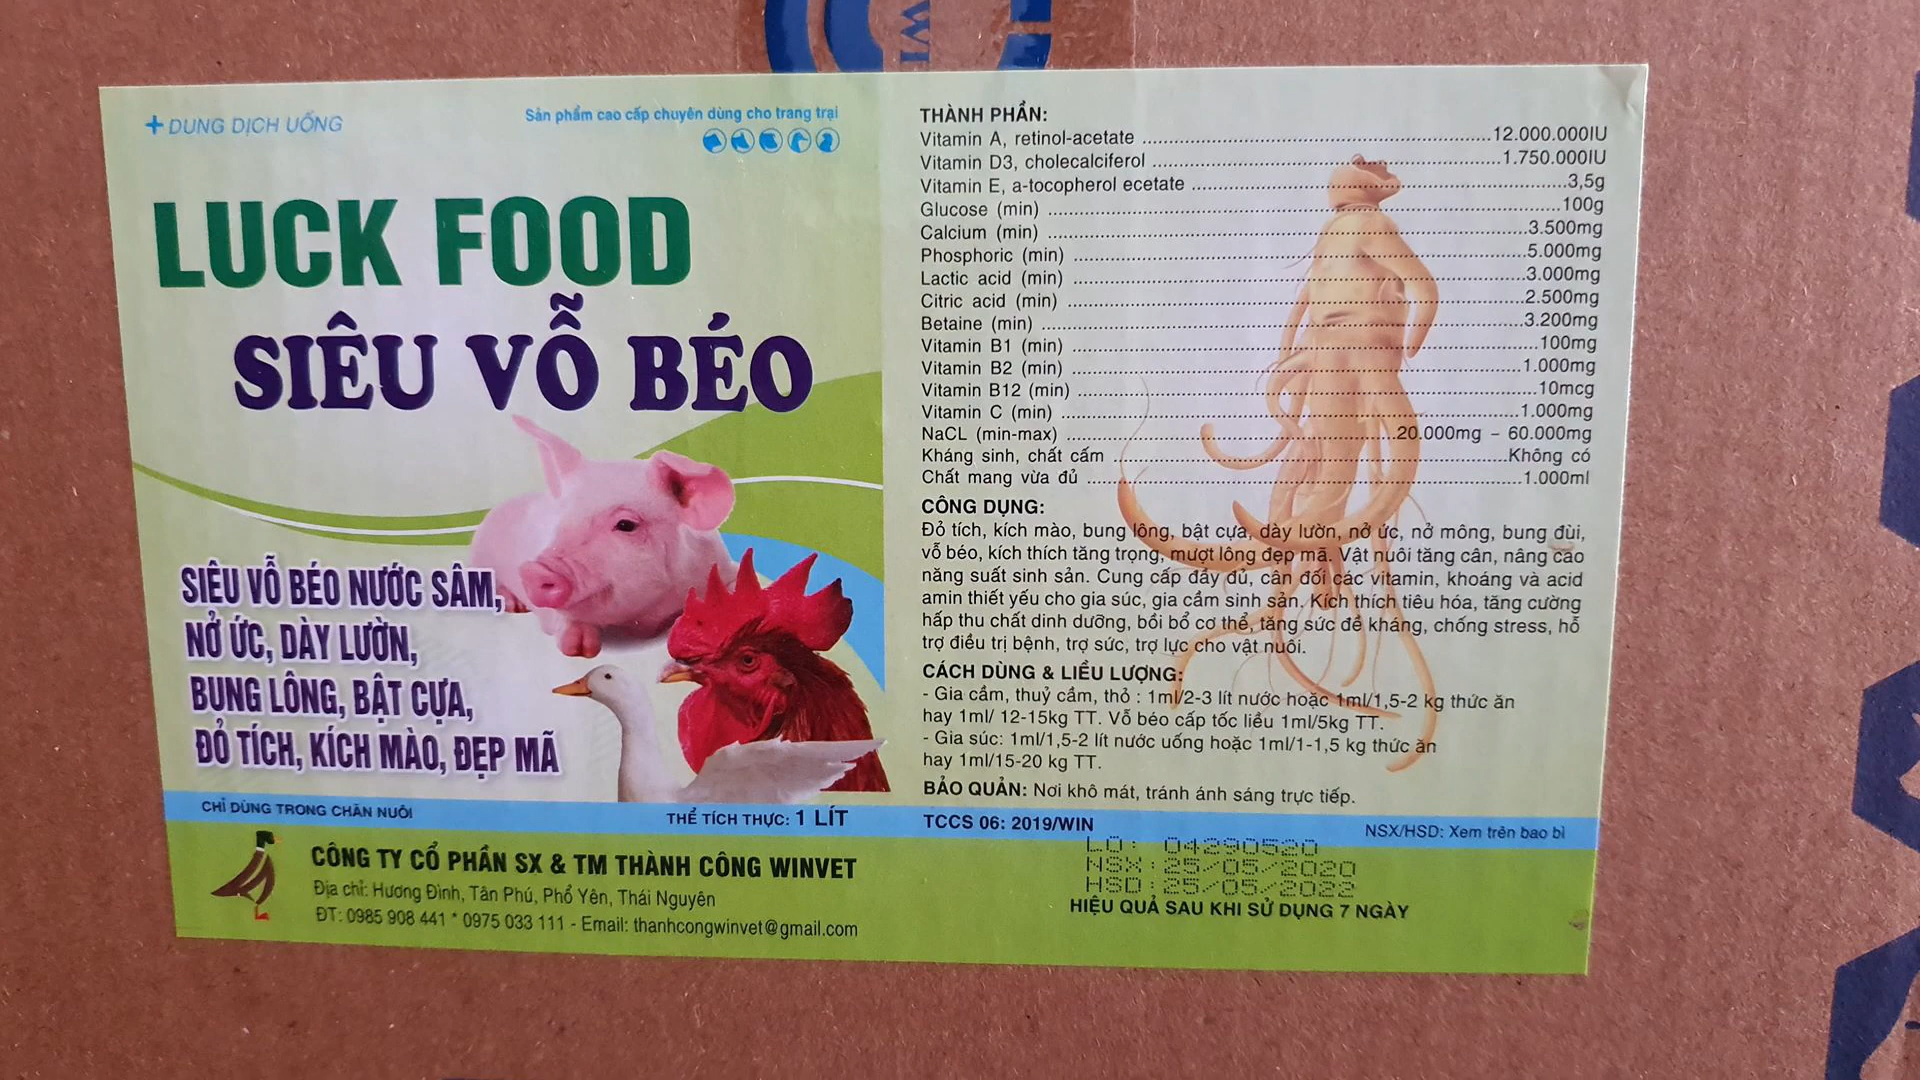 + DUNG DỊCH UỐNG
Sản phẩm cao cấp chuyên dùng cho trang trại
LUCK FOOD
SIÊU VỖ BÉO
SIÊU VỖ BÉO NƯỚC SÂM,
NỞ ỨC, DÀY LƯỜN,
BUNG LÔNG, BẬT CỰA,
ĐỎ TÍCH, KÍCH MÀO, ĐẸP MÃ
CHỈ DÙNG TRONG CHĂN NUÔI
THỂ TÍCH THỰC: 1 LÍT
CÔNG TY CỔ PHẦN SX & TM THÀNH CÔNG WINVET
Địa chỉ: Hương Đình, Tân Phú, Phổ Yên, Thái Nguyên
ĐT: 0985 908 441 * 0975 033 111 - Email: thanhcongwinvet@gmail.com
THÀNH PHẦN:
Vitamin A, retinol-acetate ..... 12.000.000IU
Vitamin D3, cholecalciferol ..... 1.750.000IU
Vitamin E, a-tocopherol ecetate ..... 3,5g
Glucose (min) ..... 100g
Calcium (min) ..... 3.500mg
Phosphoric (min) ..... 5.000mg
Lactic acid (min) ..... 3.000mg
Citric acid (min) ..... 2.500mg
Betaine (min) ..... 3.200mg
Vitamin B1 (min) ..... 100mg
Vitamin B2 (min) ..... 1.000mg
Vitamin B12 (min) ..... 10mcg
Vitamin C (min) ..... 1.000mg
NaCL (min-max) ..... 20.000mg – 60.000mg
Kháng sinh, chất cấm ..... Không có
Chất mang vừa đủ ..... 1.000ml
CÔNG DỤNG:
Đỏ tích, kích mào, bung lông, bật cựa, dày lườn, nở ức, nở mông, bung đùi,
vỗ béo, kích thích tăng trọng, mượt lông đẹp mã. Vật nuôi tăng cân, nâng cao
năng suất sinh sản. Cung cấp đầy đủ, cân đối các vitamin, khoáng và acid
amin thiết yếu cho gia súc, gia cầm sinh sản. Kích thích tiêu hóa, tăng cường
hấp thu chất dinh dưỡng, bồi bổ cơ thể, tăng sức đề kháng, chống stress, hỗ
trợ điều trị bệnh, trợ sức, trợ lực cho vật nuôi.
CÁCH DÙNG & LIỀU LƯỢNG:
- Gia cầm, thuỷ cầm, thỏ : 1ml/2-3 lít nước hoặc 1ml/1,5-2 kg thức ăn
hay 1ml/ 12-15kg TT. Vỗ béo cấp tốc liều 1ml/5kg TT.
- Gia súc: 1ml/1,5-2 lít nước uống hoặc 1ml/1-1,5 kg thức ăn
hay 1ml/15-20 kg TT.
BẢO QUẢN: Nơi khô mát, tránh ánh sáng trực tiếp.
TCCS 06: 2019/WIN
NSX/HSD: Xem trên bao bì
LÔ: 04290520
NSX: 25/05/2020
HSD: 25/05/2022
HIỆU QUẢ SAU KHI SỬ DỤNG 7 NGÀY